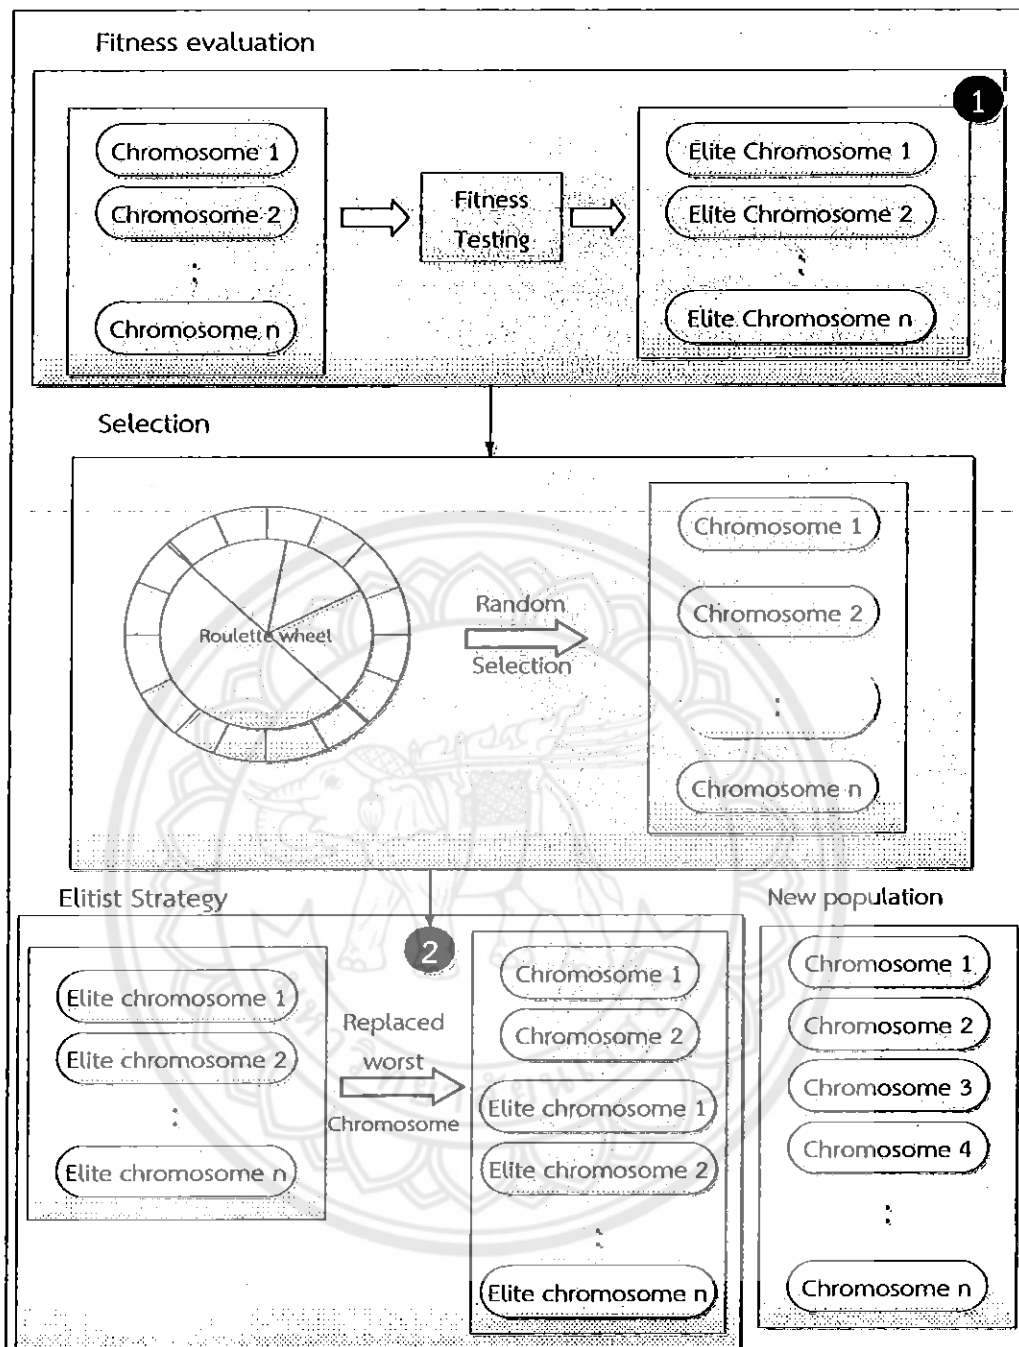 Fitness evaluation
1
Chromosome 1
Chromosome 2
:
Chromosome n
Fitness
Testing
Elite Chromosome 1
Elite Chromosome 2
:
Elite Chromosome n
Selection
Roulette wheel
Random
Selection
Chromosome 1
Chromosome 2
:
Chromosome n
Elitist Strategy
2
Elite chromosome 1
Elite chromosome 2
:
Elite chromosome n
Replaced
worst
Chromosome
Chromosome 1
Chromosome 2
Elite chromosome 1
Elite chromosome 2
:
Elite chromosome n
New population
Chromosome 1
Chromosome 2
Chromosome 3
Chromosome 4
:
Chromosome n